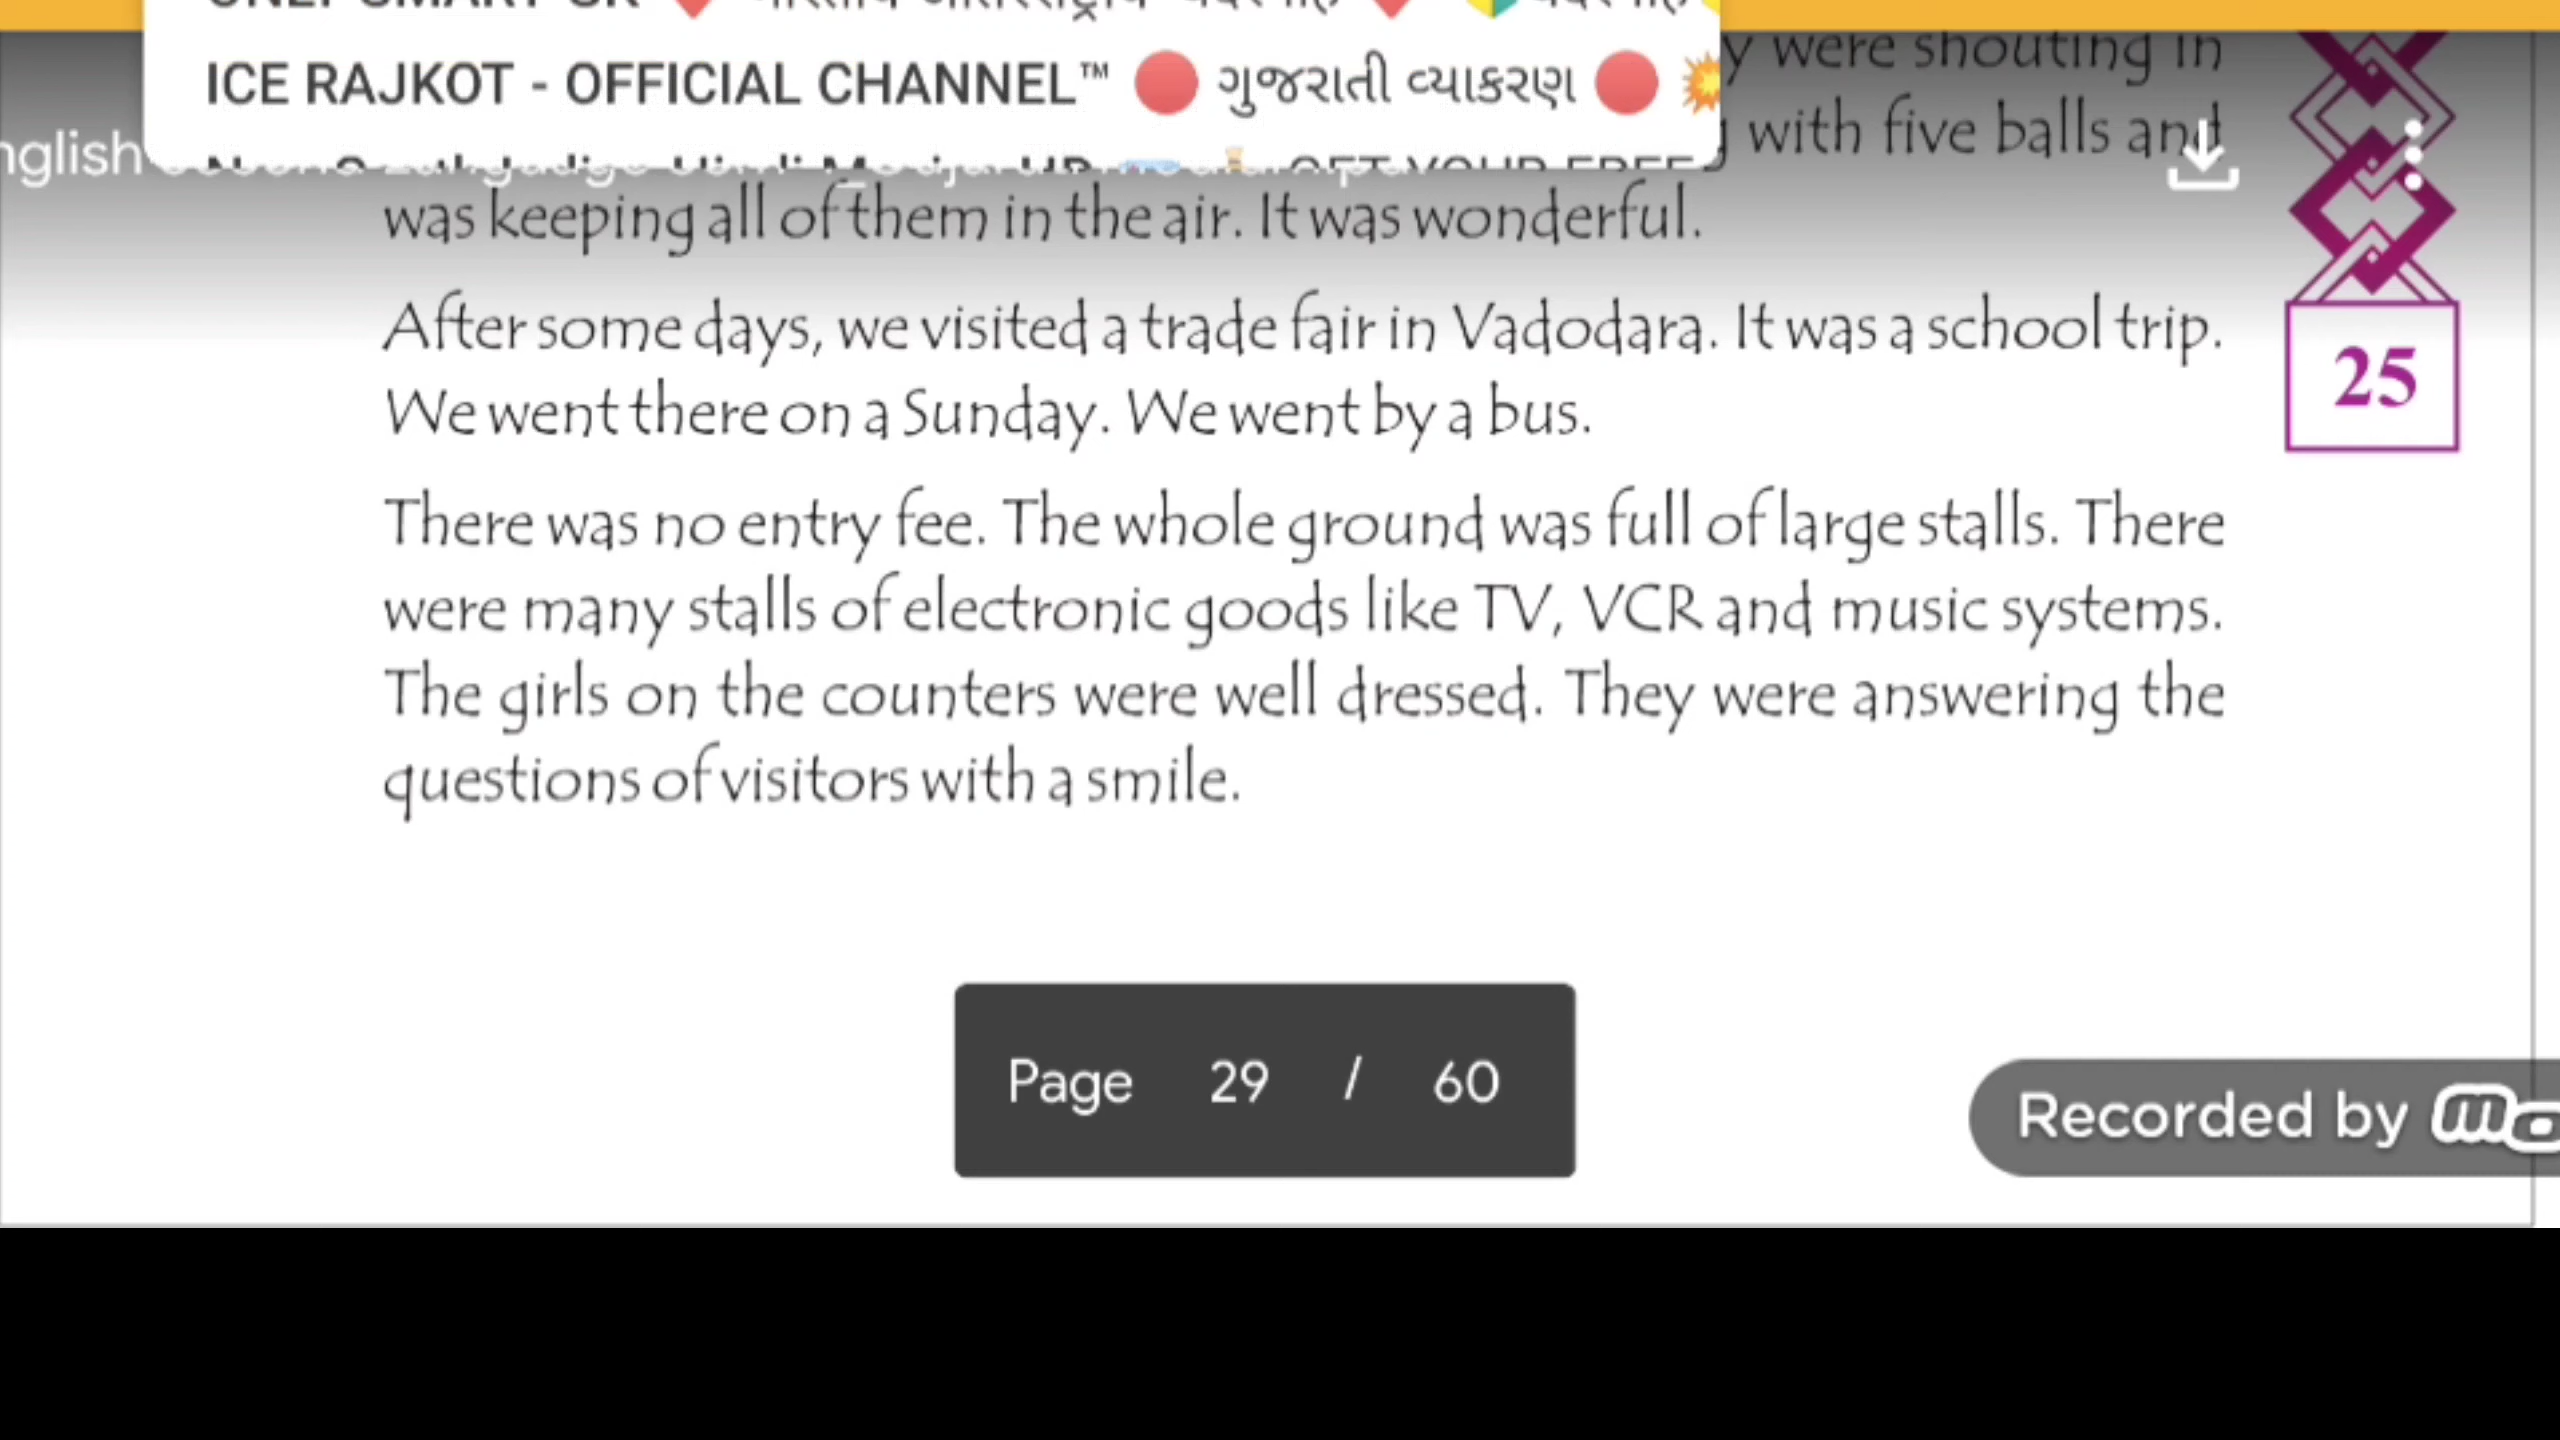 ICE RAJKOT - OFFICIAL CHANNEL™ 🔴 ગુજરાતી વ્યાકરણ 🔴 💥
were shouting in
with five balls and
was keeping all of them in the air. It was wonderful.
After some days, we visited a trade fair in Vadodara. It was a school trip.
We went there on a Sunday. We went by a bus.
25
There was no entry fee. The whole ground was full of large stalls. There
were many stalls of electronic goods like TV, VCR and music systems.
The girls on the counters were well dressed. They were answering the
questions of visitors with a smile.
Page 29 / 60
Recorded by